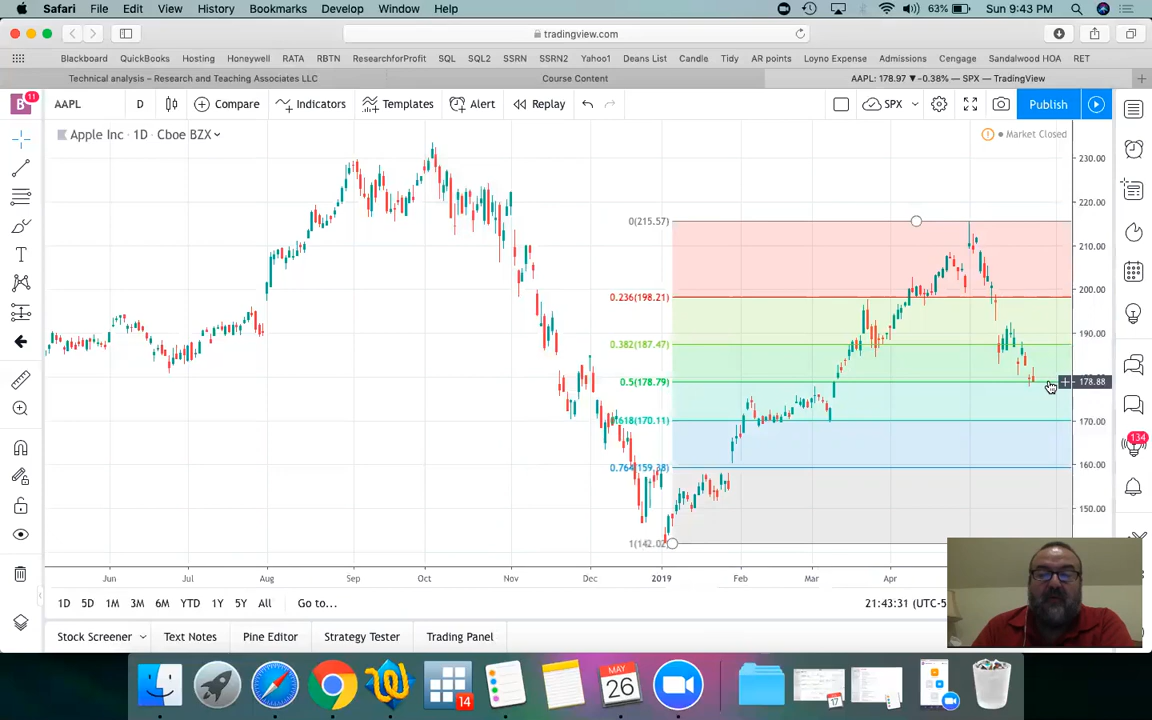 Safari File Edit View History Bookmarks Develop Window Help 63% Sun 9:43 PM
tradingview.com
Blackboard QuickBooks Hosting Honeywell RATA RBTN ResearchforProfit SQL SQL2 SSRN SSRN2 Yahoo1 Deans List Candle Tidy AR points Loyno Expense Admissions Cengage Sandalwood HOA RET
Technical analysis – Research and Teaching Associates LLC Course Content AAPL: 178.97 ▼ -0.38% — SPX — TradingView
B 11 AAPL D Compare Indicators Templates Alert Replay SPX Publish
Apple Inc · 1D · Cboe BZX Market Closed
230.00
220.00
0(215.57)
210.00
200.00
0.236(198.21)
190.00
0.382(187.47)
0.5(178.79) 178.88
0.618(170.11) 170.00
160.00
0.764(159.38)
150.00
1(142.02)
134
Jun Jul Aug Sep Oct Nov Dec 2019 Feb Mar Apr
1D 5D 1M 3M 6M YTD 1Y 5Y All Go to... 21:43:31 (UTC-5
Stock Screener Text Notes Pine Editor Strategy Tester Trading Panel
14 MAY 26 17